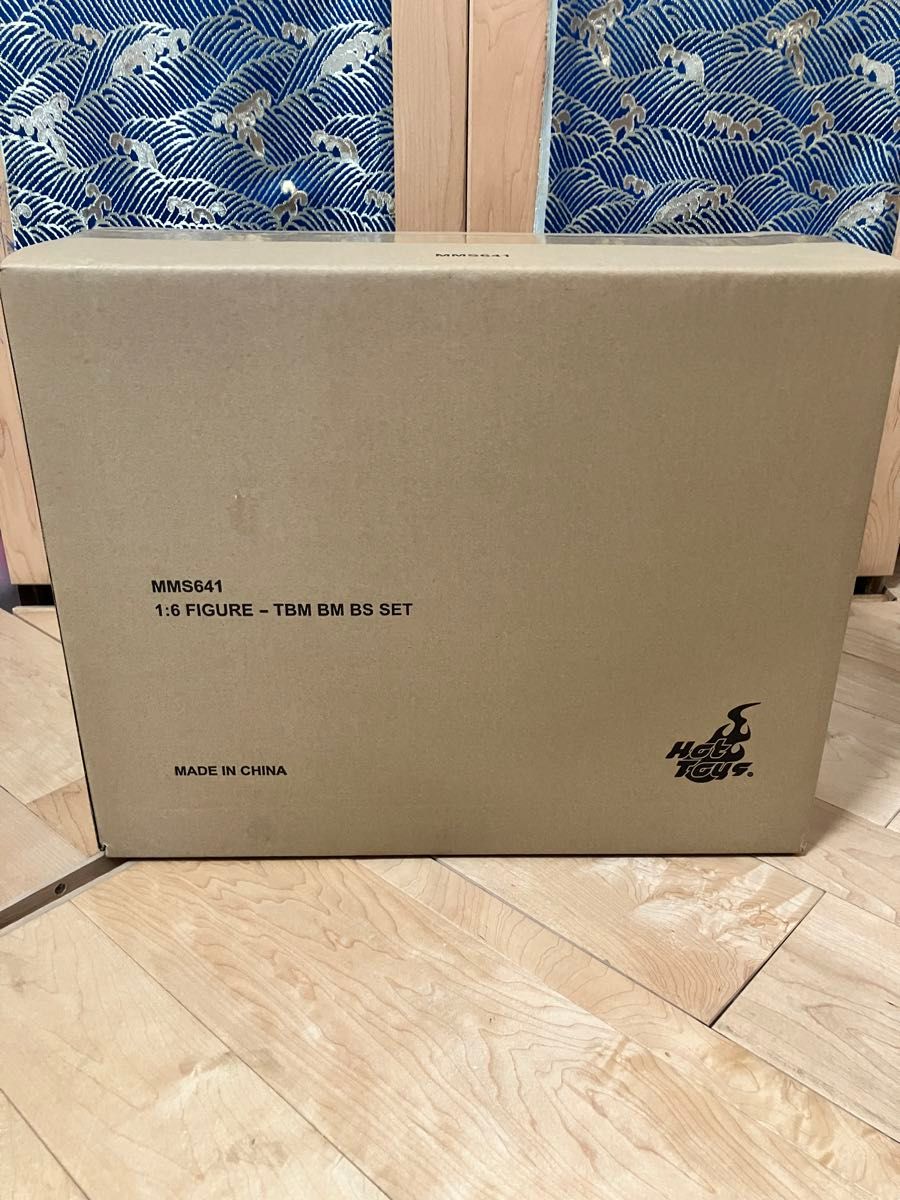 MMS641
MMS641
1:6 FIGURE – TBM BM BS SET
MADE IN CHINA
Hot
Toys.